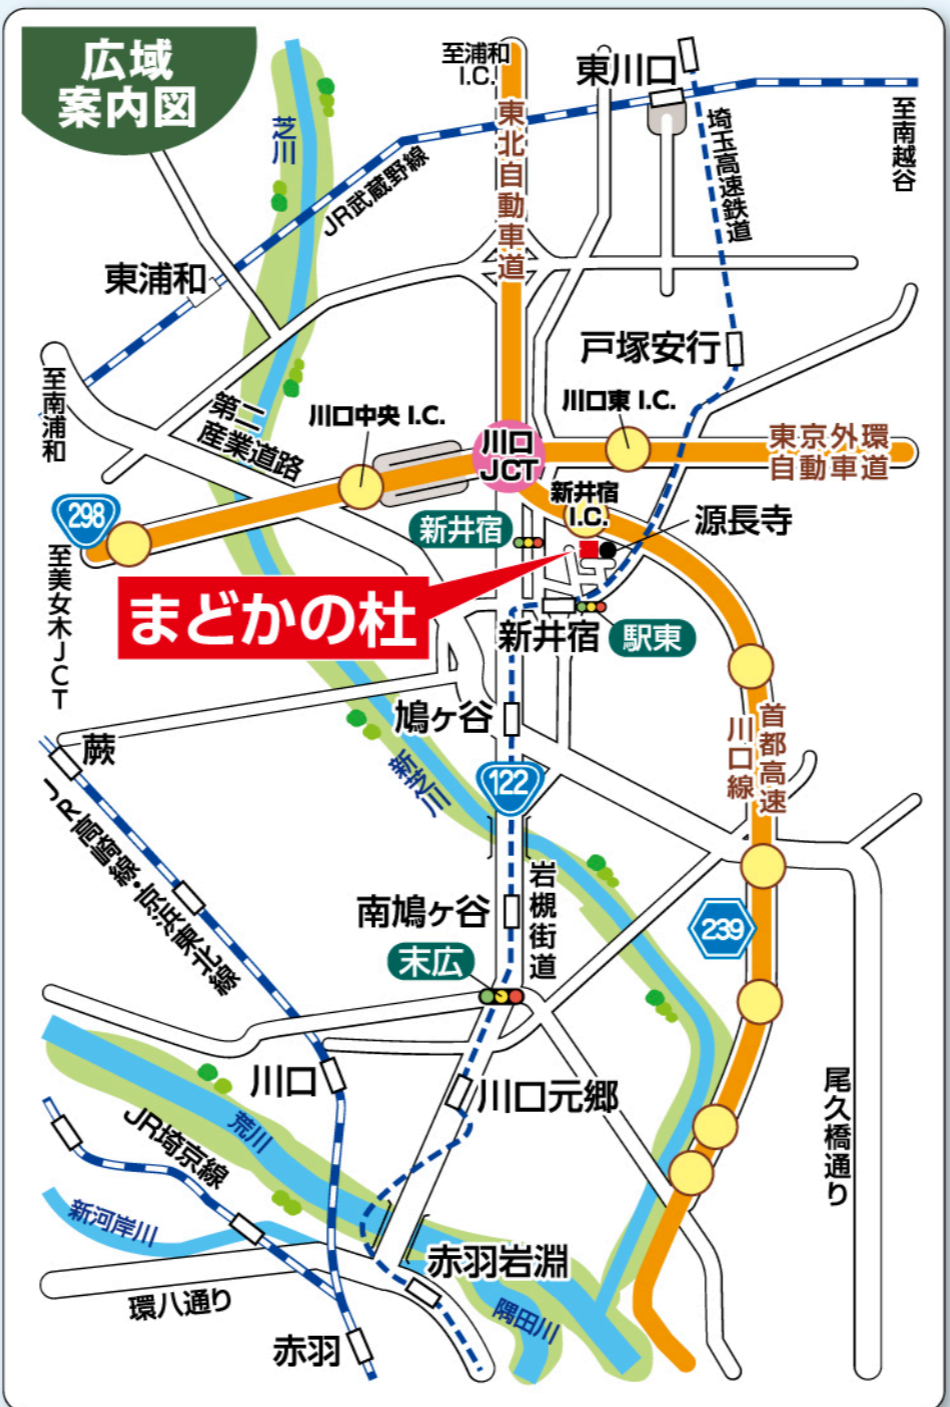 広域
案内図
至浦和
I.C.
東川口
東北自動車道
至南越谷
芝川
JR武蔵野線
埼玉高速鉄道
東浦和
戸塚安行
至南浦和
第二
産業道路
川口中央 I.C.
川口東 I.C.
川口
JCT
東京外環
自動車道
298
新井宿
新井宿
I.C.
源長寺
至美女木JCT
まどかの杜
新井宿
駅東
鳩ヶ谷
蕨
新芝川
122
首都高速
川口線
JR高崎線・京浜東北線
南鳩ヶ谷
岩槻街道
239
末広
川口
川口元郷
尾久橋通り
荒川
JR埼京線
新河岸川
赤羽岩淵
環八通り
隅田川
赤羽